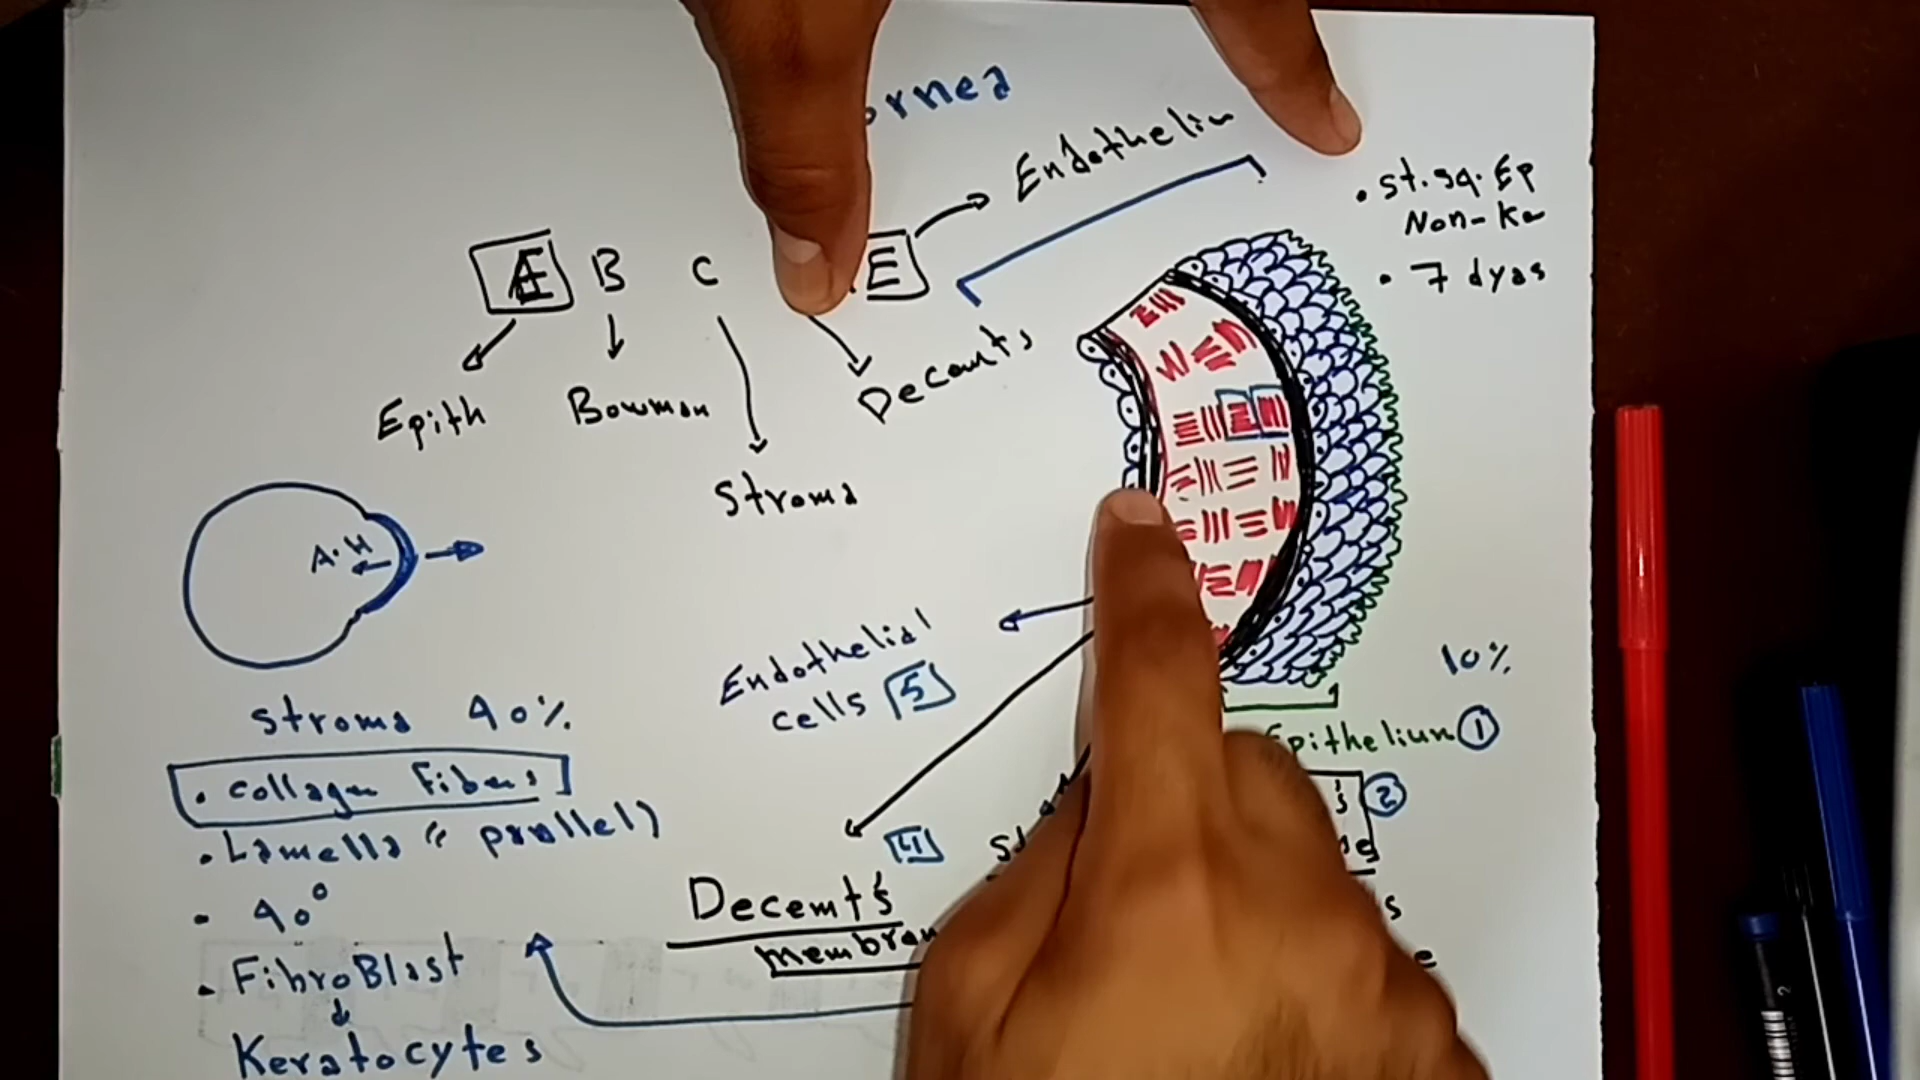 ornea
Endotheliu
E B C E
Epith
Bowman
Stroma
Decemts
• st.sq.Ep
Non-Ke
• 7 dyas
A.H
Endothelial
cells 5
stroma 90%
• collagen Fibers
• Lamella " prallel)
• 90°
• FibroBlast
Keratocytes
4
Decemt's
membran
10%
Epithelium 1
2